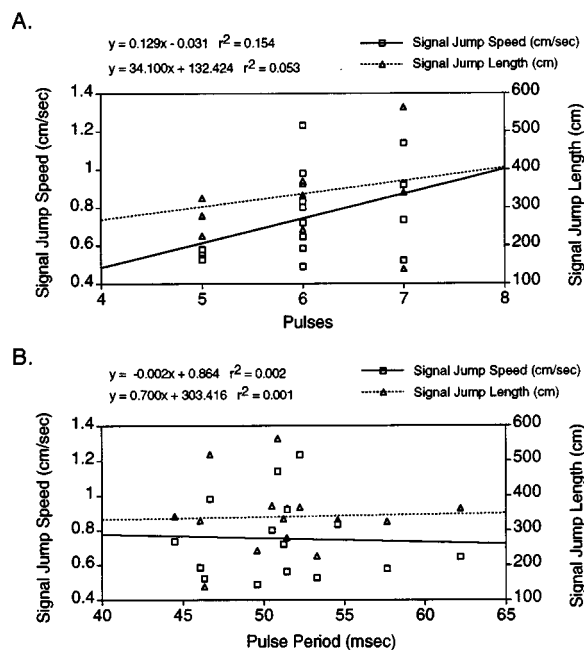 A.
y = 0.129x - 0.031 r² = 0.154
Signal Jump Speed (cm/sec)
y = 34.100x + 132.424 r² = 0.053
Signal Jump Length (cm)
Signal Jump Speed (cm/sec)
1.4
1.2
1
0.8
0.6
0.4
600
500
400
300
200
100
Signal Jump Length (cm)
4 5 6 7 8
Pulses
B.
y = -0.002x + 0.864 r² = 0.002
Signal Jump Speed (cm/sec)
y = 0.700x + 303.416 r² = 0.001
Signal Jump Length (cm)
Signal Jump Speed (cm/sec)
1.4
1.2
1
0.8
0.6
0.4
600
500
400
300
200
100
Signal Jump Length (cm)
40 45 50 55 60 65
Pulse Period (msec)